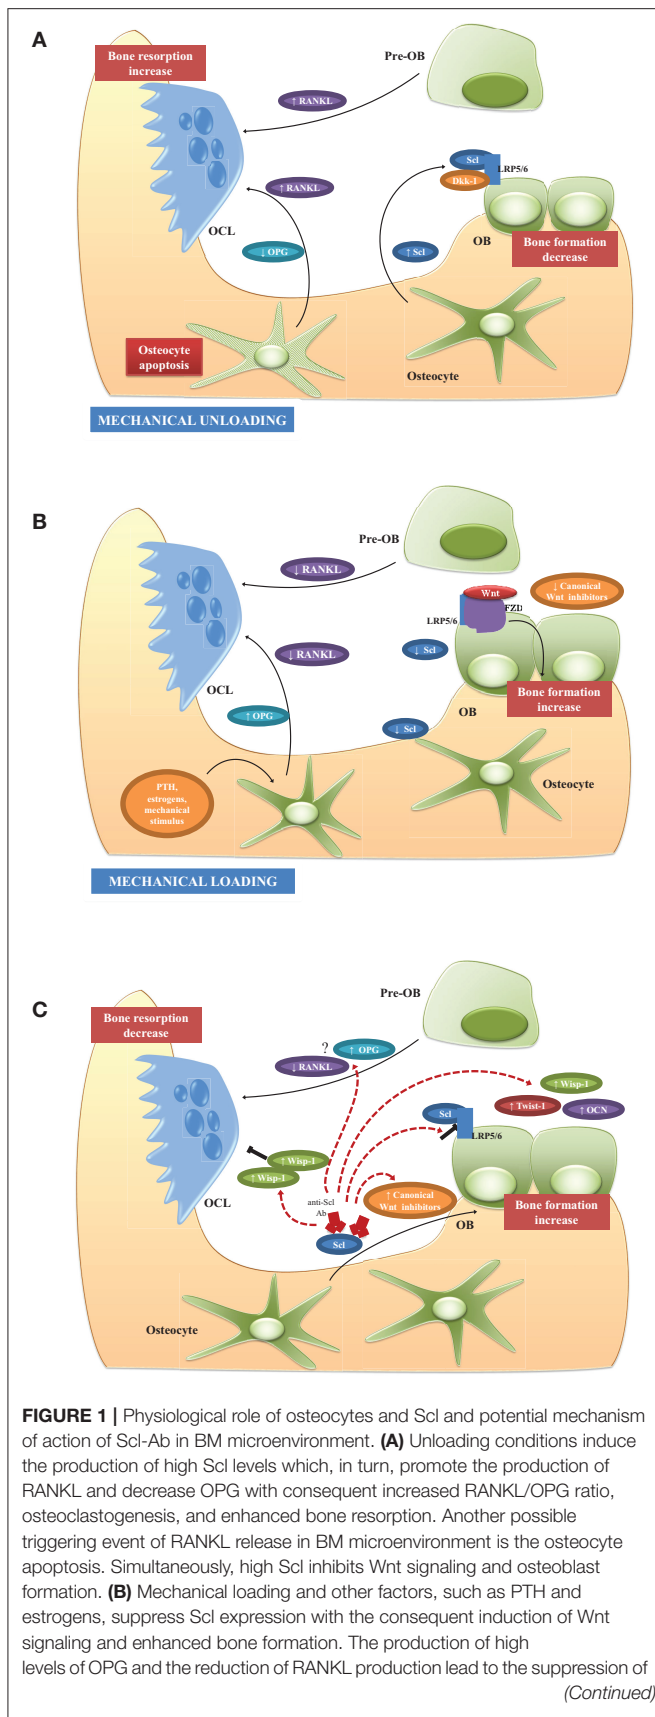 A
Bone resorption
increase
Pre-OB
↑ RANKL
↑ RANKL
Scl
LRP5/6
Dkk-1
OCL
↓ OPG
↑ Scl
OB
Bone formation
decrease
Osteocyte
apoptosis
Osteocyte
MECHANICAL UNLOADING
B
Pre-OB
↓ RANKL
↓ Canonical
Wnt inhibitors
Wnt
FZD
LRP5/6
↓ Scl
↓ RANKL
OCL
Bone formation
increase
↑ OPG
OB
↓ Scl
PTH,
estrogens,
mechanical
stimulus
Osteocyte
MECHANICAL LOADING
C
Bone resorption
decrease
Pre-OB
?
↑ OPG
↓ RANKL
↑ Wisp-1
↑ Twist-1
↑ OCN
Scl
LRP5/6
↑ Wisp-1
↑ Wisp-1
OCL
anti-Scl
Ab
↑ Canonical
Wnt inhibitors
Bone formation
increase
OB
Scl
Osteocyte
FIGURE 1 | Physiological role of osteocytes and Scl and potential mechanism
of action of Scl-Ab in BM microenvironment. (A) Unloading conditions induce
the production of high Scl levels which, in turn, promote the production of
RANKL and decrease OPG with consequent increased RANKL/OPG ratio,
osteoclastogenesis, and enhanced bone resorption. Another possible
triggering event of RANKL release in BM microenvironment is the osteocyte
apoptosis. Simultaneously, high Scl inhibits Wnt signaling and osteoblast
formation. (B) Mechanical loading and other factors, such as PTH and
estrogens, suppress Scl expression with the consequent induction of Wnt
signaling and enhanced bone formation. The production of high
levels of OPG and the reduction of RANKL production lead to the suppression of
(Continued)